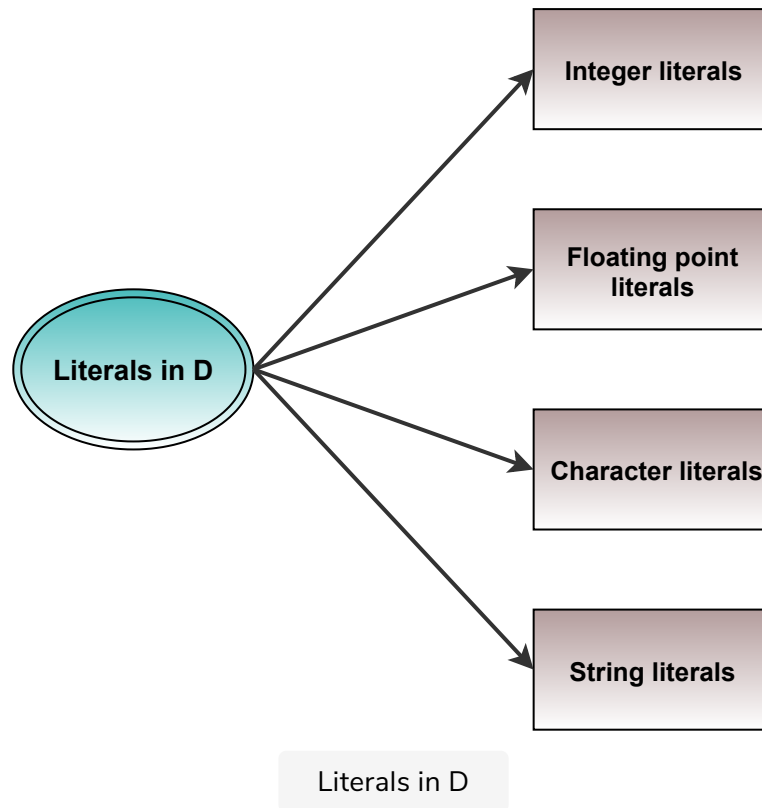 Integer literals
Floating point
literals
Literals in D
Character literals
String literals
Literals in D